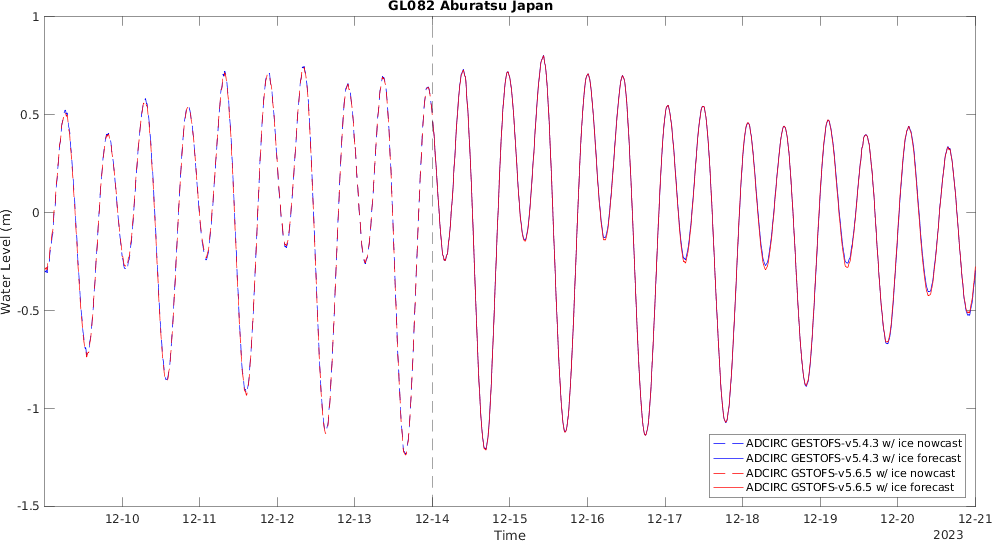 GL082 Aburatsu Japan
1
0.5
0
-0.5
-1
-1.5
Water Level (m)
ADCIRC GESTOFS-v5.4.3 w/ ice nowcast
ADCIRC GESTOFS-v5.4.3 w/ ice forecast
ADCIRC GSTOFS-v5.6.5 w/ ice nowcast
ADCIRC GSTOFS-v5.6.5 w/ ice forecast
12-10 12-11 12-12 12-13 12-14 12-15 12-16 12-17 12-18 12-19 12-20 12-21
Time
2023